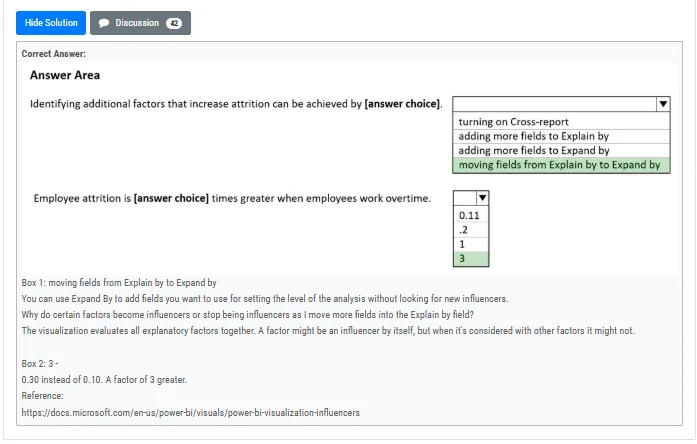 Hide Solution
Discussion 42
Correct Answer:
Answer Area
Identifying additional factors that increase attrition can be achieved by [answer choice].
turning on Cross-report
adding more fields to Explain by
adding more fields to Expand by
moving fields from Explain by to Expand by
Employee attrition is [answer choice] times greater when employees work overtime.
0.11
.2
1
3
Box 1: moving fields from Explain by to Expand by
You can use Expand By to add fields you want to use for setting the level of the analysis without looking for new influencers.
Why do certain factors become influencers or stop being influencers as I move more fields into the Explain by field?
The visualization evaluates all explanatory factors together. A factor might be an influencer by itself, but when it's considered with other factors it might not.
Box 2: 3 -
0.30 instead of 0.10. A factor of 3 greater.
Reference:
https://docs.microsoft.com/en-us/power-bi/visuals/power-bi-visualization-influencers